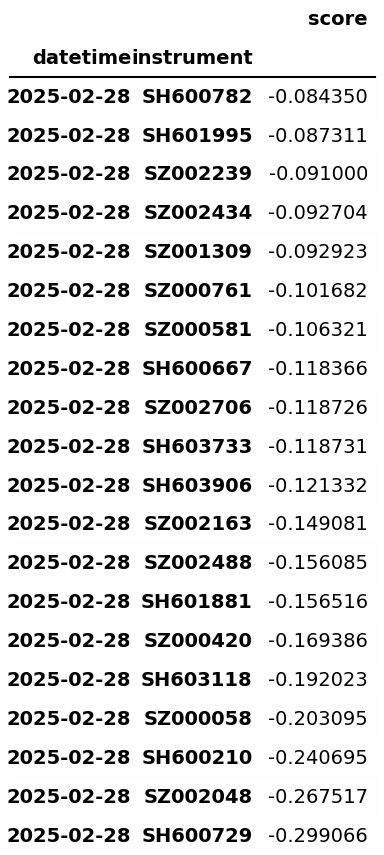 score
datetime instrument
2025-02-28 SH600782 -0.084350
2025-02-28 SH601995 -0.087311
2025-02-28 SZ002239 -0.091000
2025-02-28 SZ002434 -0.092704
2025-02-28 SZ001309 -0.092923
2025-02-28 SZ000761 -0.101682
2025-02-28 SZ000581 -0.106321
2025-02-28 SH600667 -0.118366
2025-02-28 SZ002706 -0.118726
2025-02-28 SH603733 -0.118731
2025-02-28 SH603906 -0.121332
2025-02-28 SZ002163 -0.149081
2025-02-28 SZ002488 -0.156085
2025-02-28 SH601881 -0.156516
2025-02-28 SZ000420 -0.169386
2025-02-28 SH603118 -0.192023
2025-02-28 SZ000058 -0.203095
2025-02-28 SH600210 -0.240695
2025-02-28 SZ002048 -0.267517
2025-02-28 SH600729 -0.299066